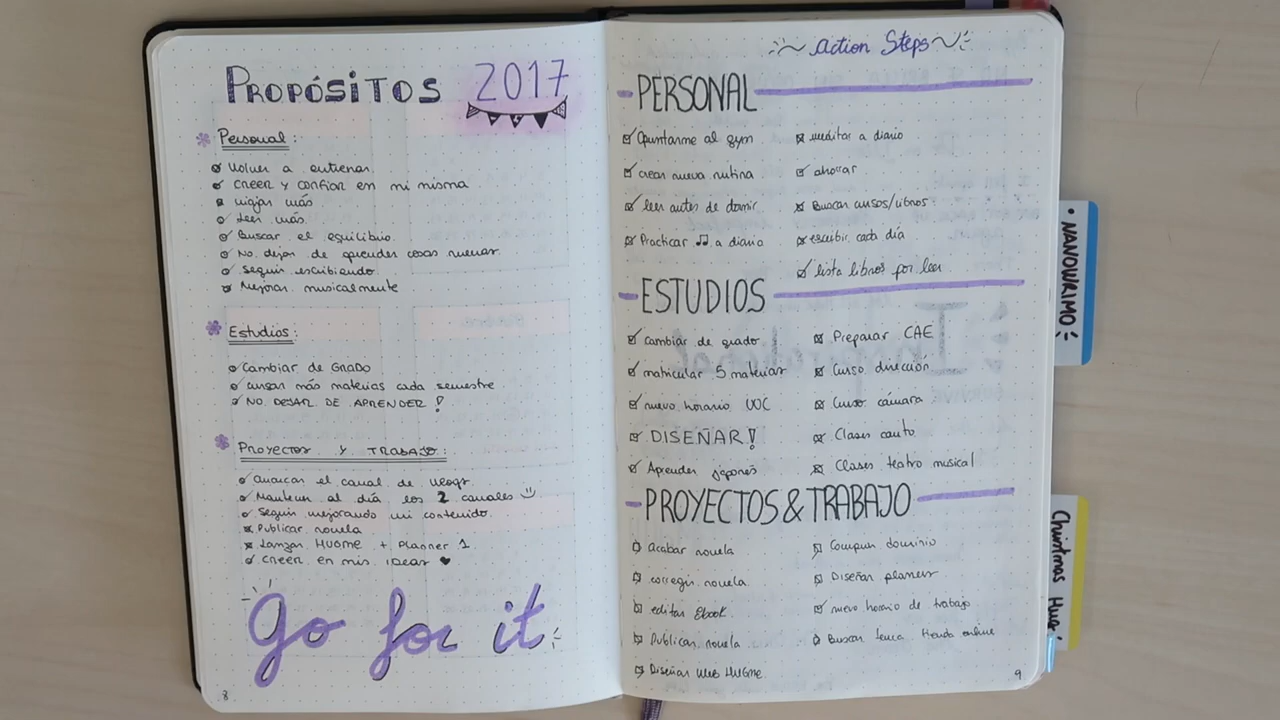 PROPÓSITOS 2017
Personal:
Volver a entrenar
creer y confiar en mi misma
viajar más
Leer más
Buscar el equilibrio
No dejar de aprender cosas nuevas
Seguir escribiendo
Mejorar musicalmente
Estudios:
Cambiar de GRADO
cursar más materias cada semestre
NO DEJAR DE APRENDER!
Proyectos y TRABAJO:
Avanzar el canal de vlogs
Mantener al día los 2 canales
Seguir mejorando mi contenido
Publicar novela
Lanzar HUGme + Planner 1
Creer en mis ideas
Go for it
8
Action Steps
PERSONAL
Apuntarme al gym
crear nueva rutina
leer antes de dormir
Practicar a diario
meditar a diario
ahorrar
Buscar cursos/libros
escribir cada día
lista libros por leer
ESTUDIOS
cambiar de grado
matricular 5 materias
nuevo horario UOC
DISEÑAR!
Aprender japonés
Preparar CAE
Curso dirección
Curso cámara
Clases canto
Clases teatro musical
PROYECTOS & TRABAJO
Acabar novela
corregir novela
editar Ebook
Publicar novela
Diseñar web HUGme
Comprar dominio
Diseñar planners
nuevo horario de trabajo
Buscar tienda online
9
NANOWRIMO
Christmas Hug